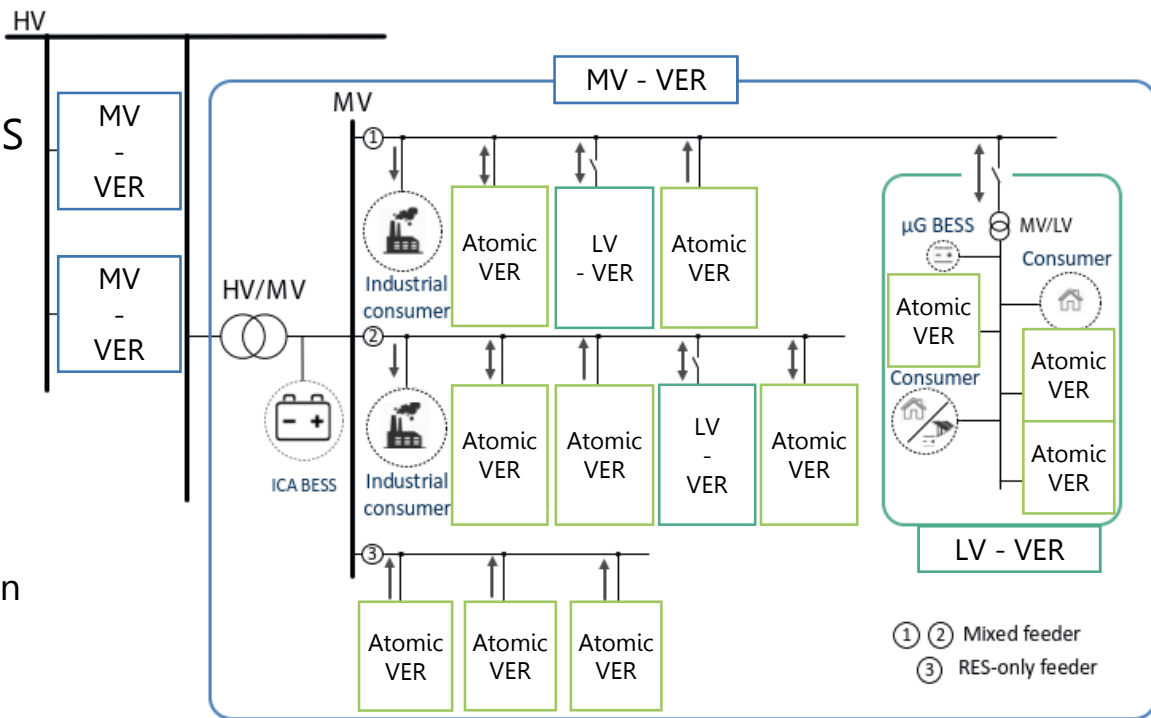 HV
MV - VER
MV
-
VER
S
MV
1
Atomic
VER
LV
- VER
Atomic
VER
Industrial
consumer
µG BESS
MV/LV
Consumer
Atomic
VER
MV
-
VER
HV/MV
2
Atomic
VER
Consumer
Atomic
VER
Atomic
VER
Atomic
VER
LV
-
VER
Atomic
VER
Industrial
consumer
ICA BESS
LV - VER
3
n
Atomic
VER
Atomic
VER
Atomic
VER
1 2 Mixed feeder
3 RES-only feeder